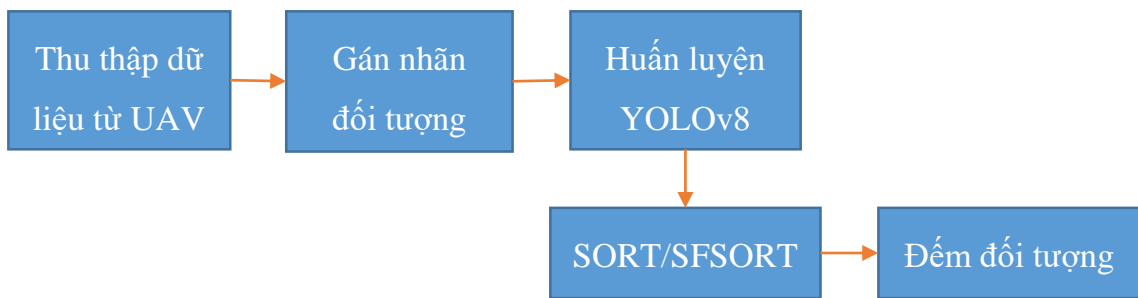 Thu thập dữ
liệu từ UAV
Gán nhãn
đối tượng
Huấn luyện
YOLOv8
SORT/SFSORT
Đếm đối tượng